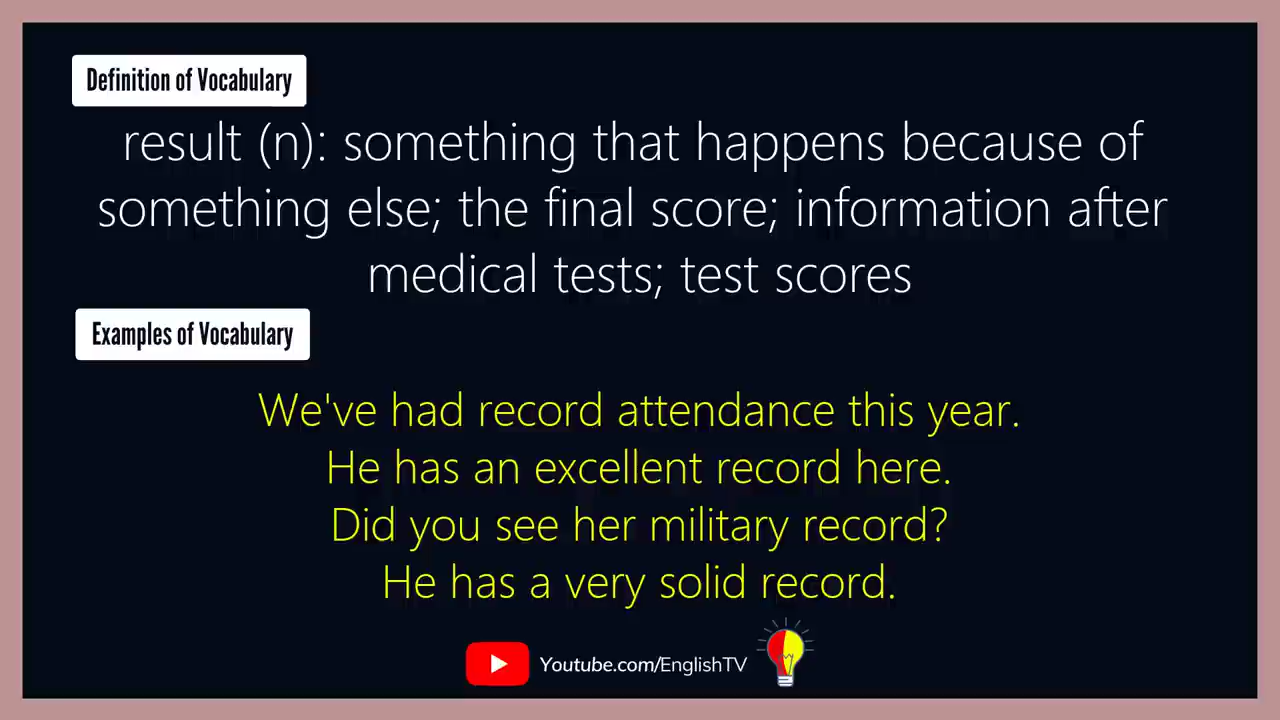 Definition of Vocabulary
result (n): something that happens because of
something else; the final score; information after
medical tests; test scores
Examples of Vocabulary
We've had record attendance this year.
He has an excellent record here.
Did you see her military record?
He has a very solid record.
Youtube.com/EnglishTV